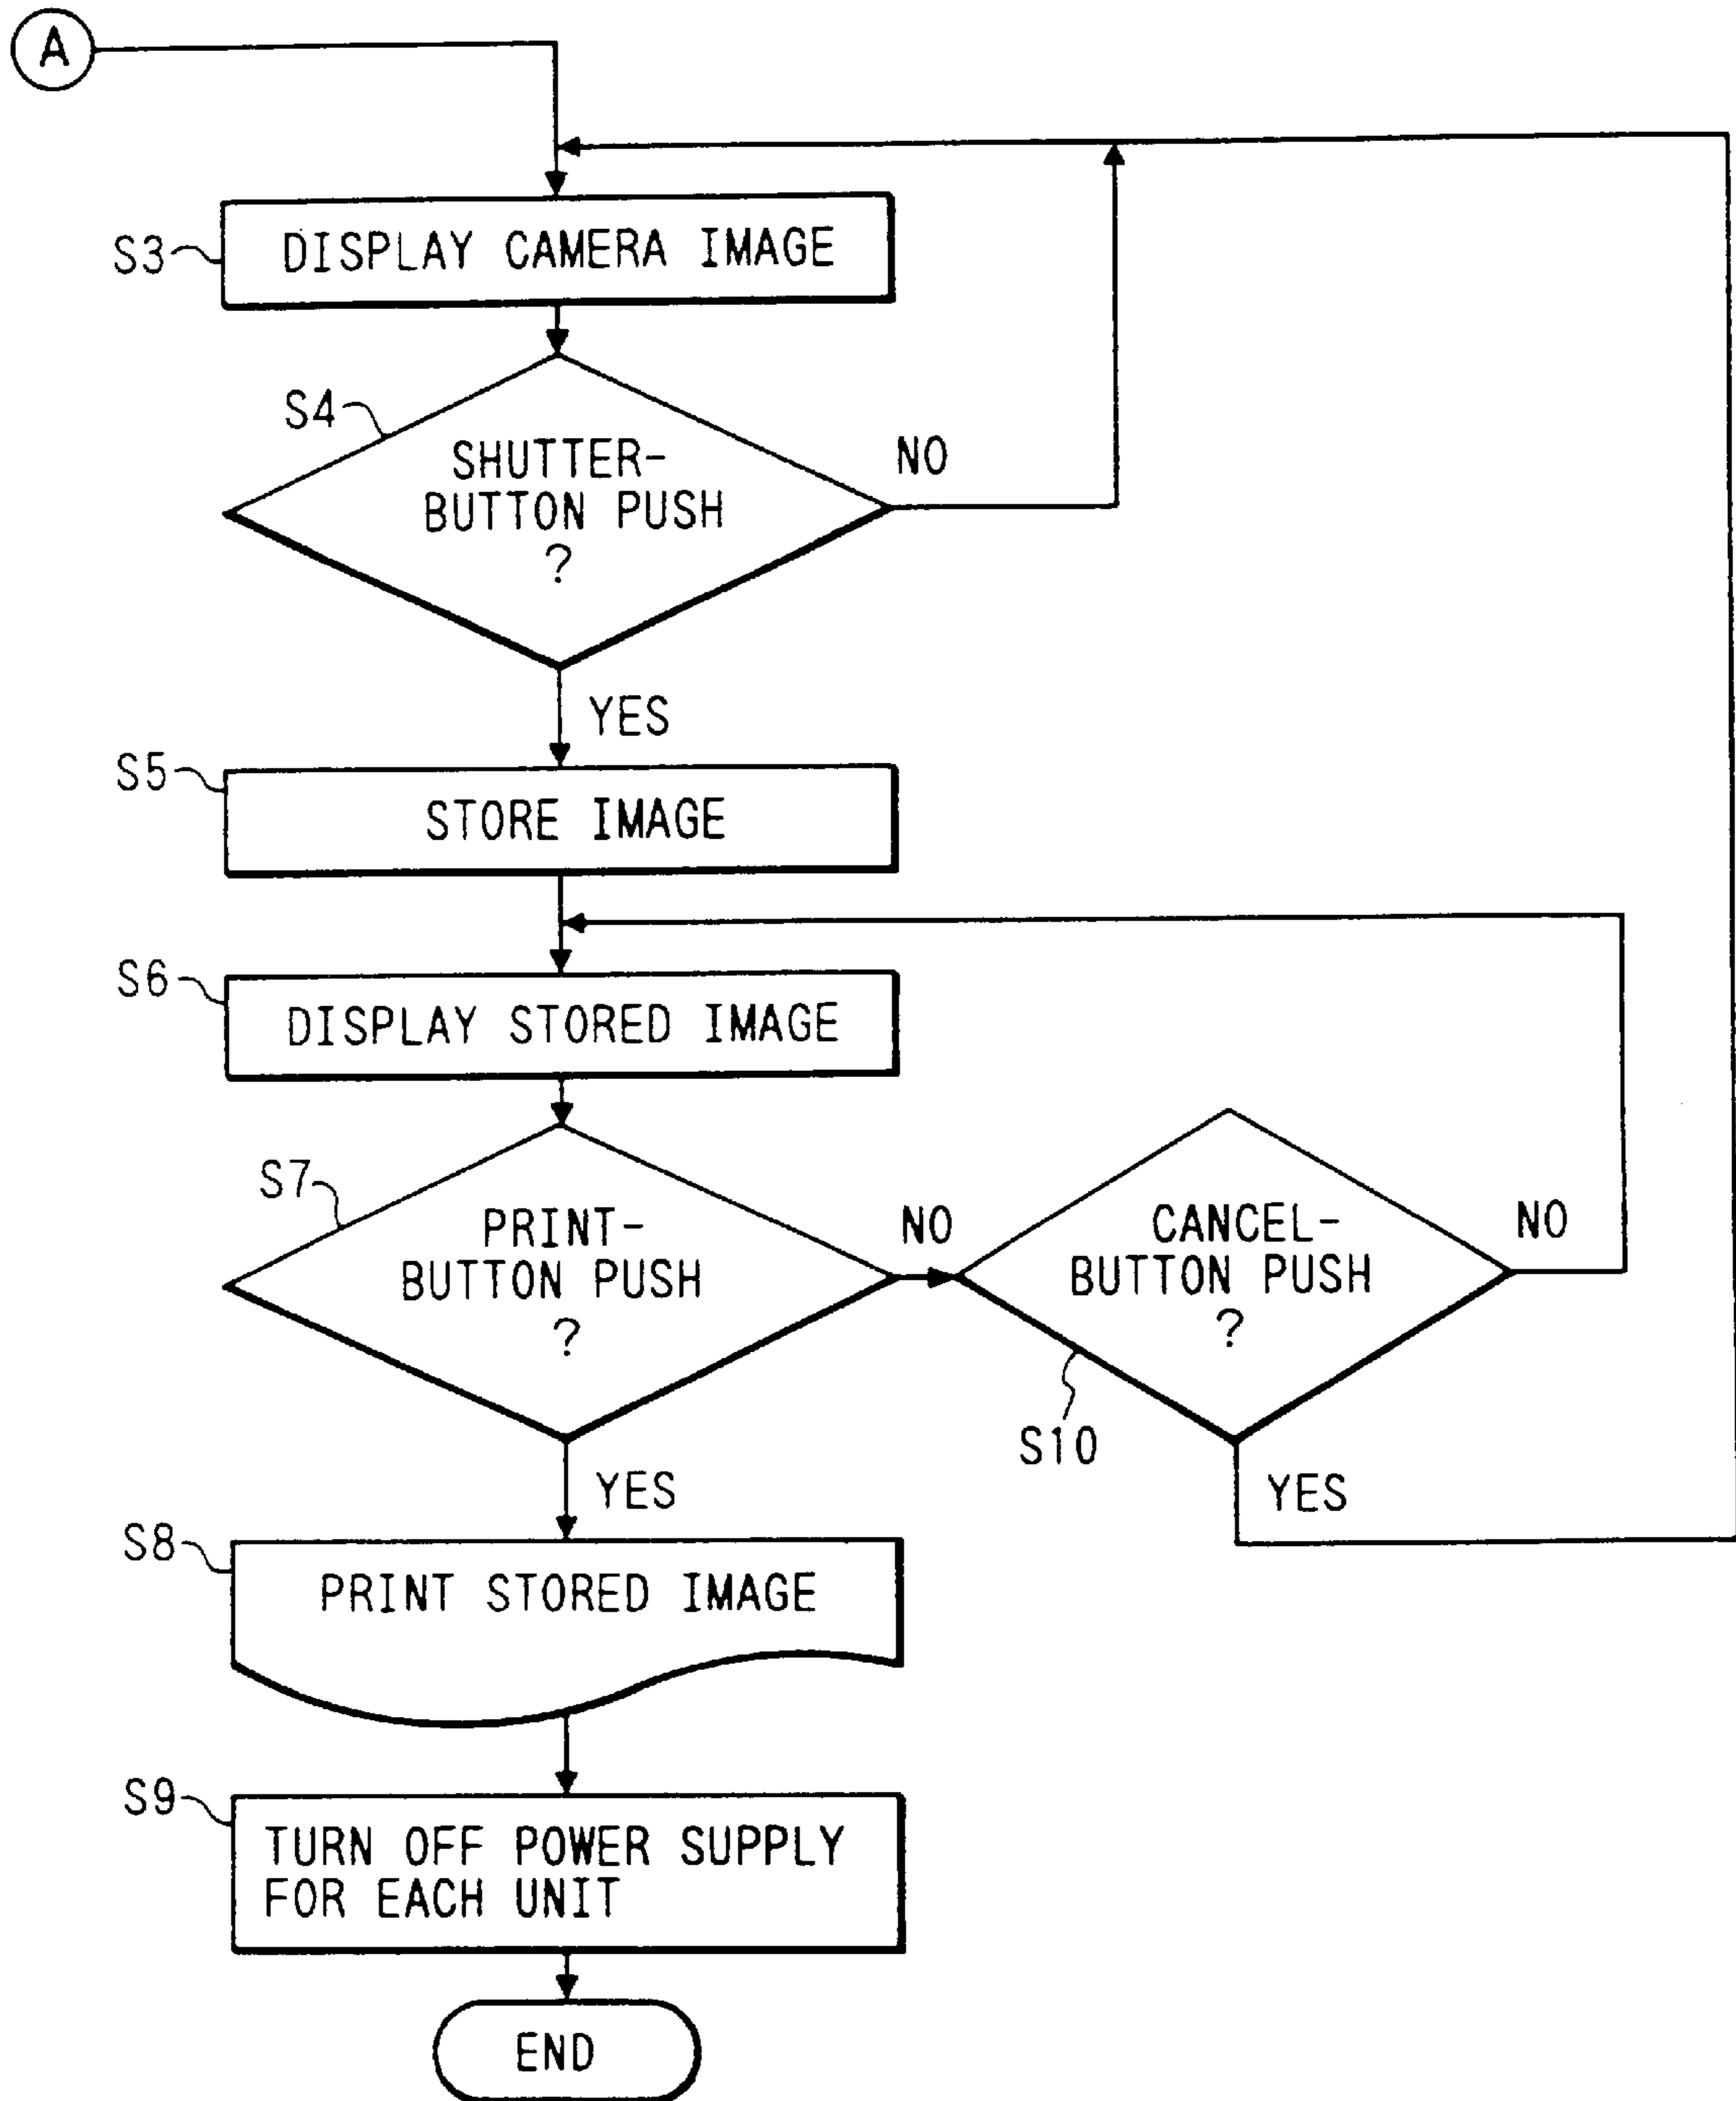 A
S3
DISPLAY CAMERA IMAGE
S4
SHUTTER-
BUTTON PUSH
?
NO
YES
S5
STORE IMAGE
S6
DISPLAY STORED IMAGE
S7
PRINT-
BUTTON PUSH
?
NO
CANCEL-
BUTTON PUSH
?
NO
S10
YES
YES
S8
PRINT STORED IMAGE
S9
TURN OFF POWER SUPPLY
FOR EACH UNIT
END